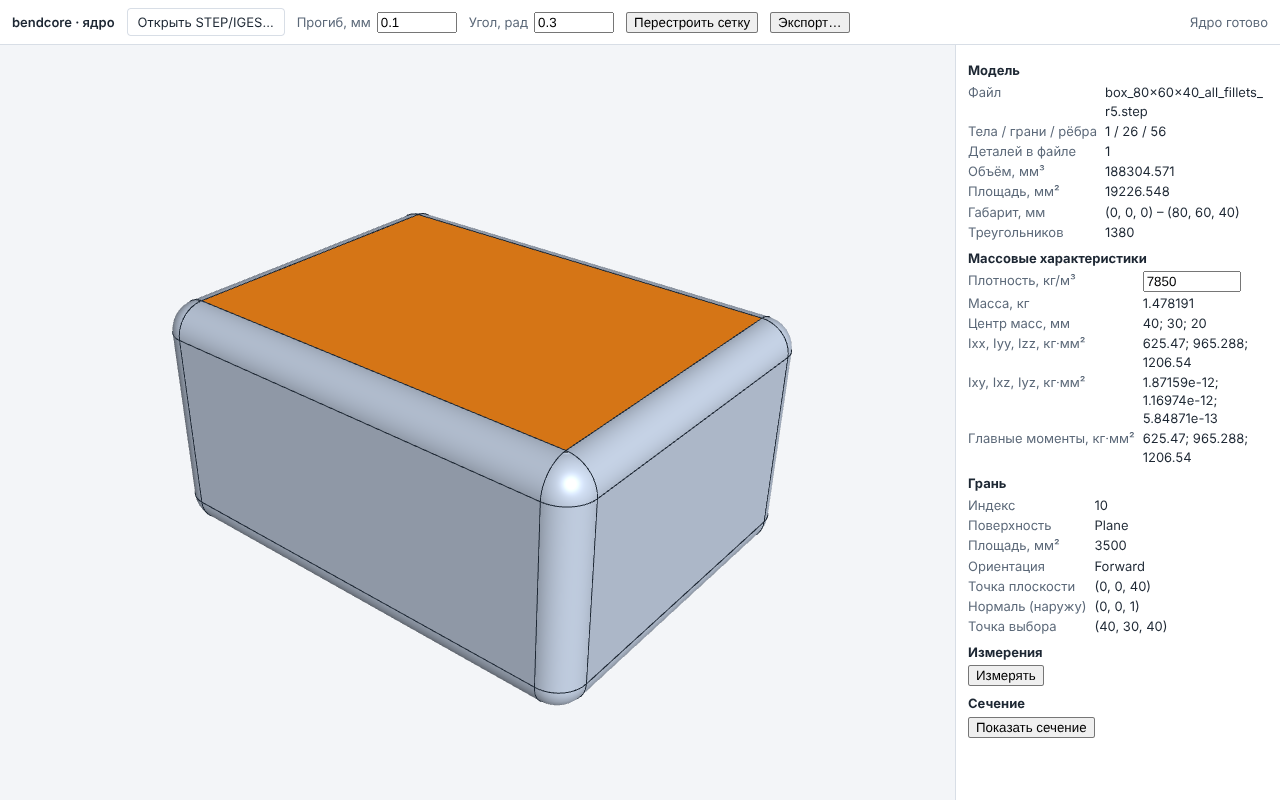 bendcore · ядро Открыть STEP/IGES... Прогиб, мм 0.1 Угол, рад 0.3 Перестроить сетку Экспорт... Ядро готово
Модель
Файл box_80×60×40_all_fillets_
r5.step
Тела / грани / рёбра 1 / 26 / 56
Деталей в файле 1
Объём, мм³ 188304.571
Площадь, мм² 19226.548
Габарит, мм (0, 0, 0) – (80, 60, 40)
Треугольников 1380
Массовые характеристики
Плотность, кг/м³ 7850
Масса, кг 1.478191
Центр масс, мм 40; 30; 20
Ixx, Iyy, Izz, кг·мм² 625.47; 965.288;
1206.54
Ixy, Ixz, Iyz, кг·мм² 1.87159e-12;
1.16974e-12;
5.84871e-13
Главные моменты, кг·мм² 625.47; 965.288;
1206.54
Грань
Индекс 10
Поверхность Plane
Площадь, мм² 3500
Ориентация Forward
Точка плоскости (0, 0, 40)
Нормаль (наружу) (0, 0, 1)
Точка выбора (40, 30, 40)
Измерения
Измерять
Сечение
Показать сечение